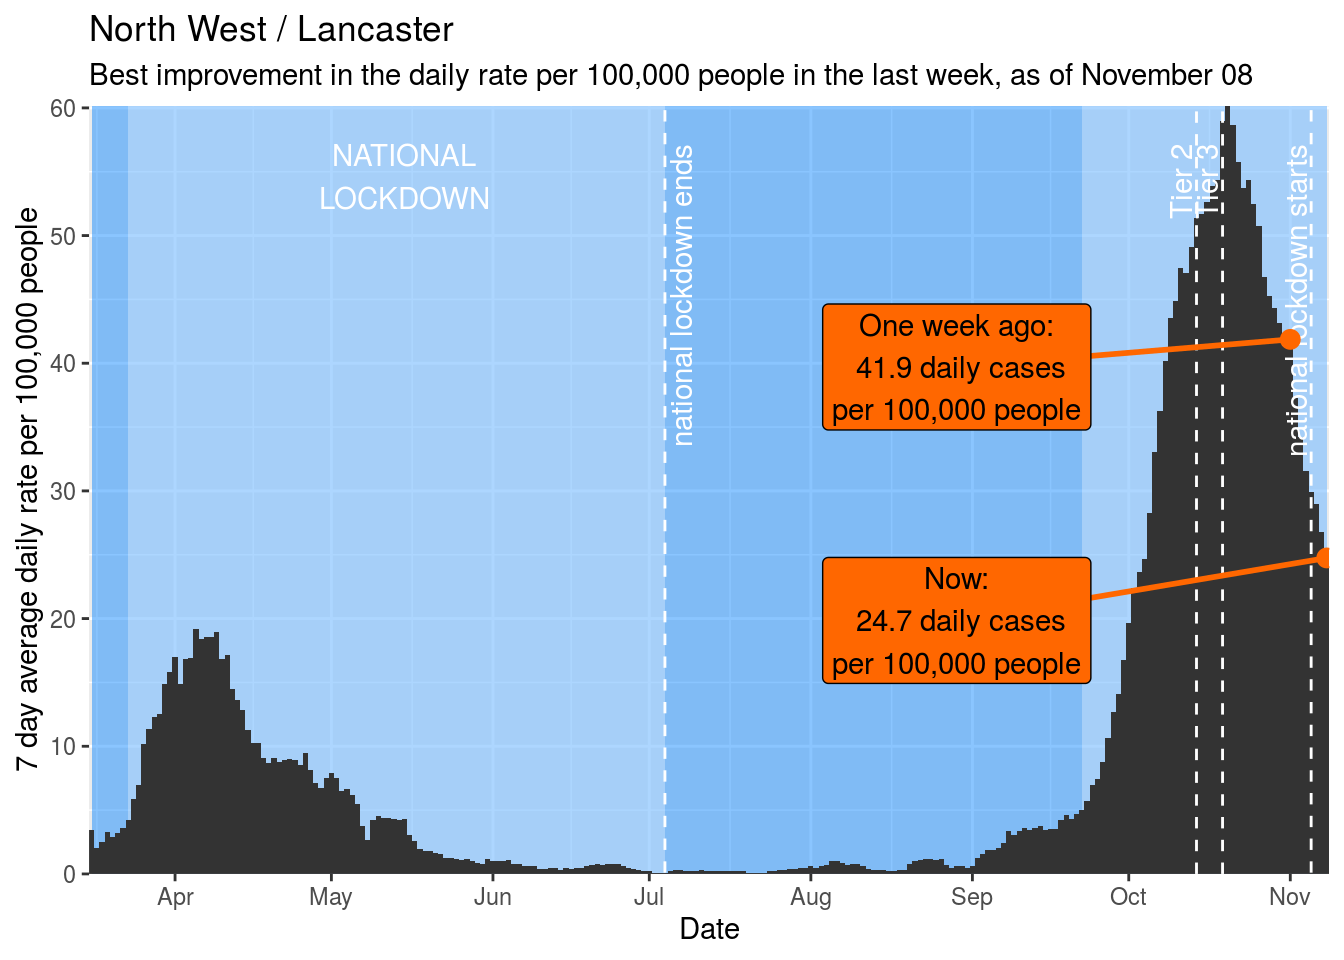 North West / Lancaster
Best improvement in the daily rate per 100,000 people in the last week, as of November 08
7 day average daily rate per 100,000 people
60
50
40
30
20
10
0
NATIONAL
LOCKDOWN
national lockdown ends
Tier 2
Tier 3
national lockdown starts
One week ago:
41.9 daily cases
per 100,000 people
Now:
24.7 daily cases
per 100,000 people
Apr
May
Jun
Jul
Aug
Sep
Oct
Nov
Date